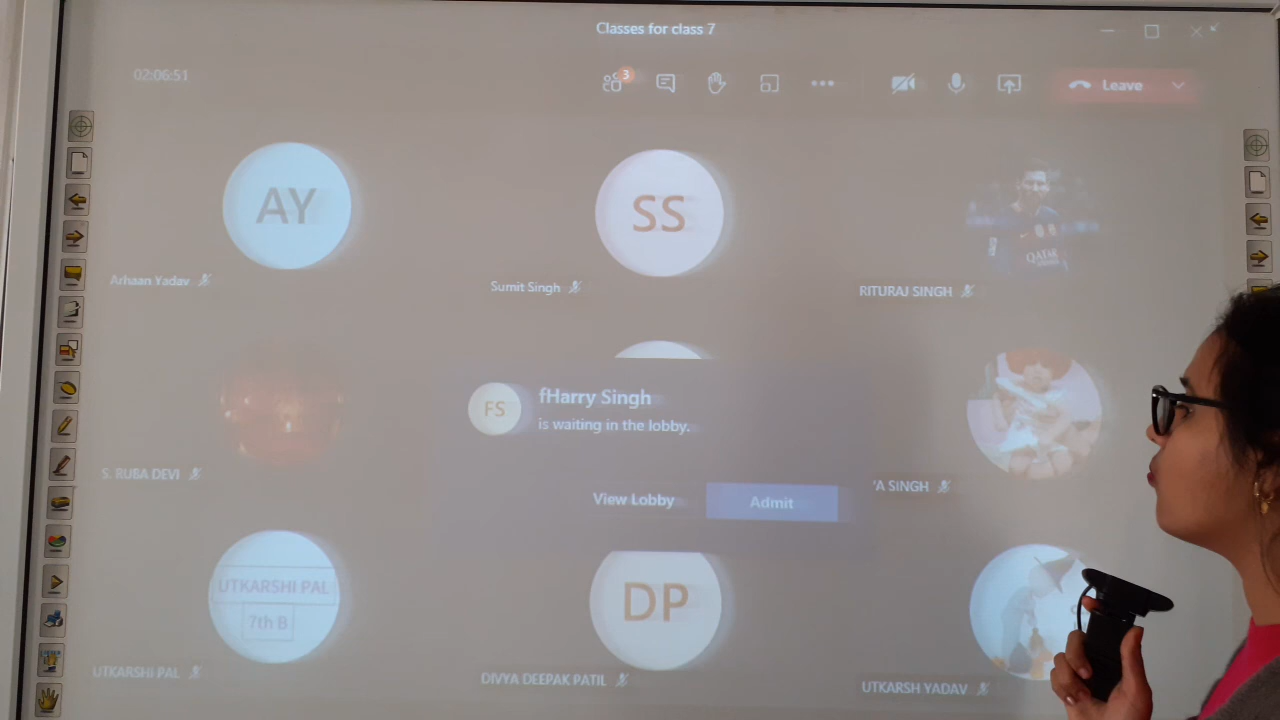 Classes for class 7
02:06:51
3
Leave
AY
SS
QATAR
Arhaan Yadav
Sumit Singh
RITURAJ SINGH
FS
fHarry Singh
is waiting in the lobby.
S. RUBA DEVI
'A SINGH
View Lobby
Admit
UTKARSHI PAL
7th B
DP
UTKARSHI PAL
DIVYA DEEPAK PATIL
UTKARSH YADAV